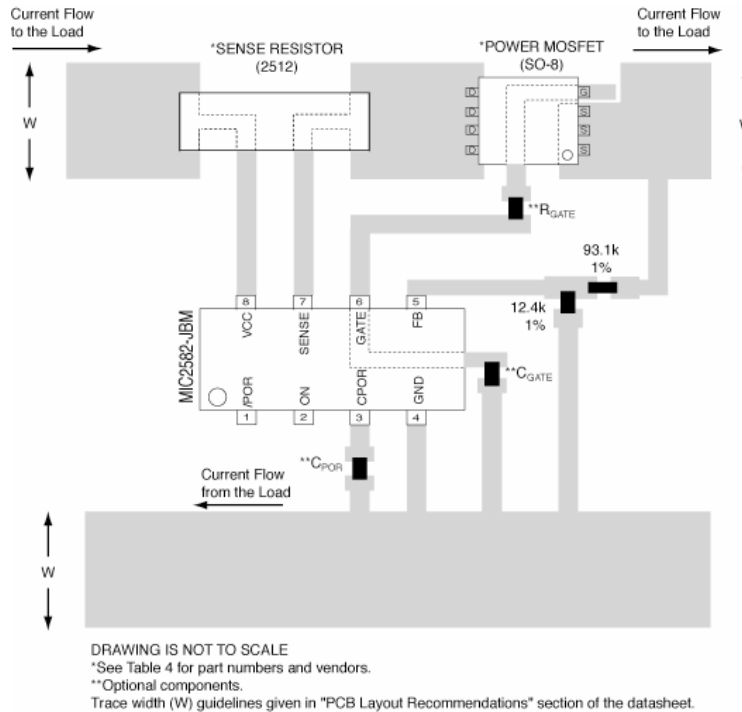 Current Flow
to the Load
Current Flow
to the Load
*SENSE RESISTOR
(2512)
*POWER MOSFET
(SO-8)
D
D
D
D
G
S
S
S
W
W
**RGATE
93.1k
1%
12.4k
1%
8
7
6
5
VCC
SENSE
GATE
FB
MIC2582-JBM
/POR
ON
CPOR
GND
1
2
3
4
**CGATE
**CPOR
Current Flow
from the Load
W
DRAWING IS NOT TO SCALE
*See Table 4 for part numbers and vendors.
**Optional components.
Trace width (W) guidelines given in "PCB Layout Recommendations" section of the datasheet.